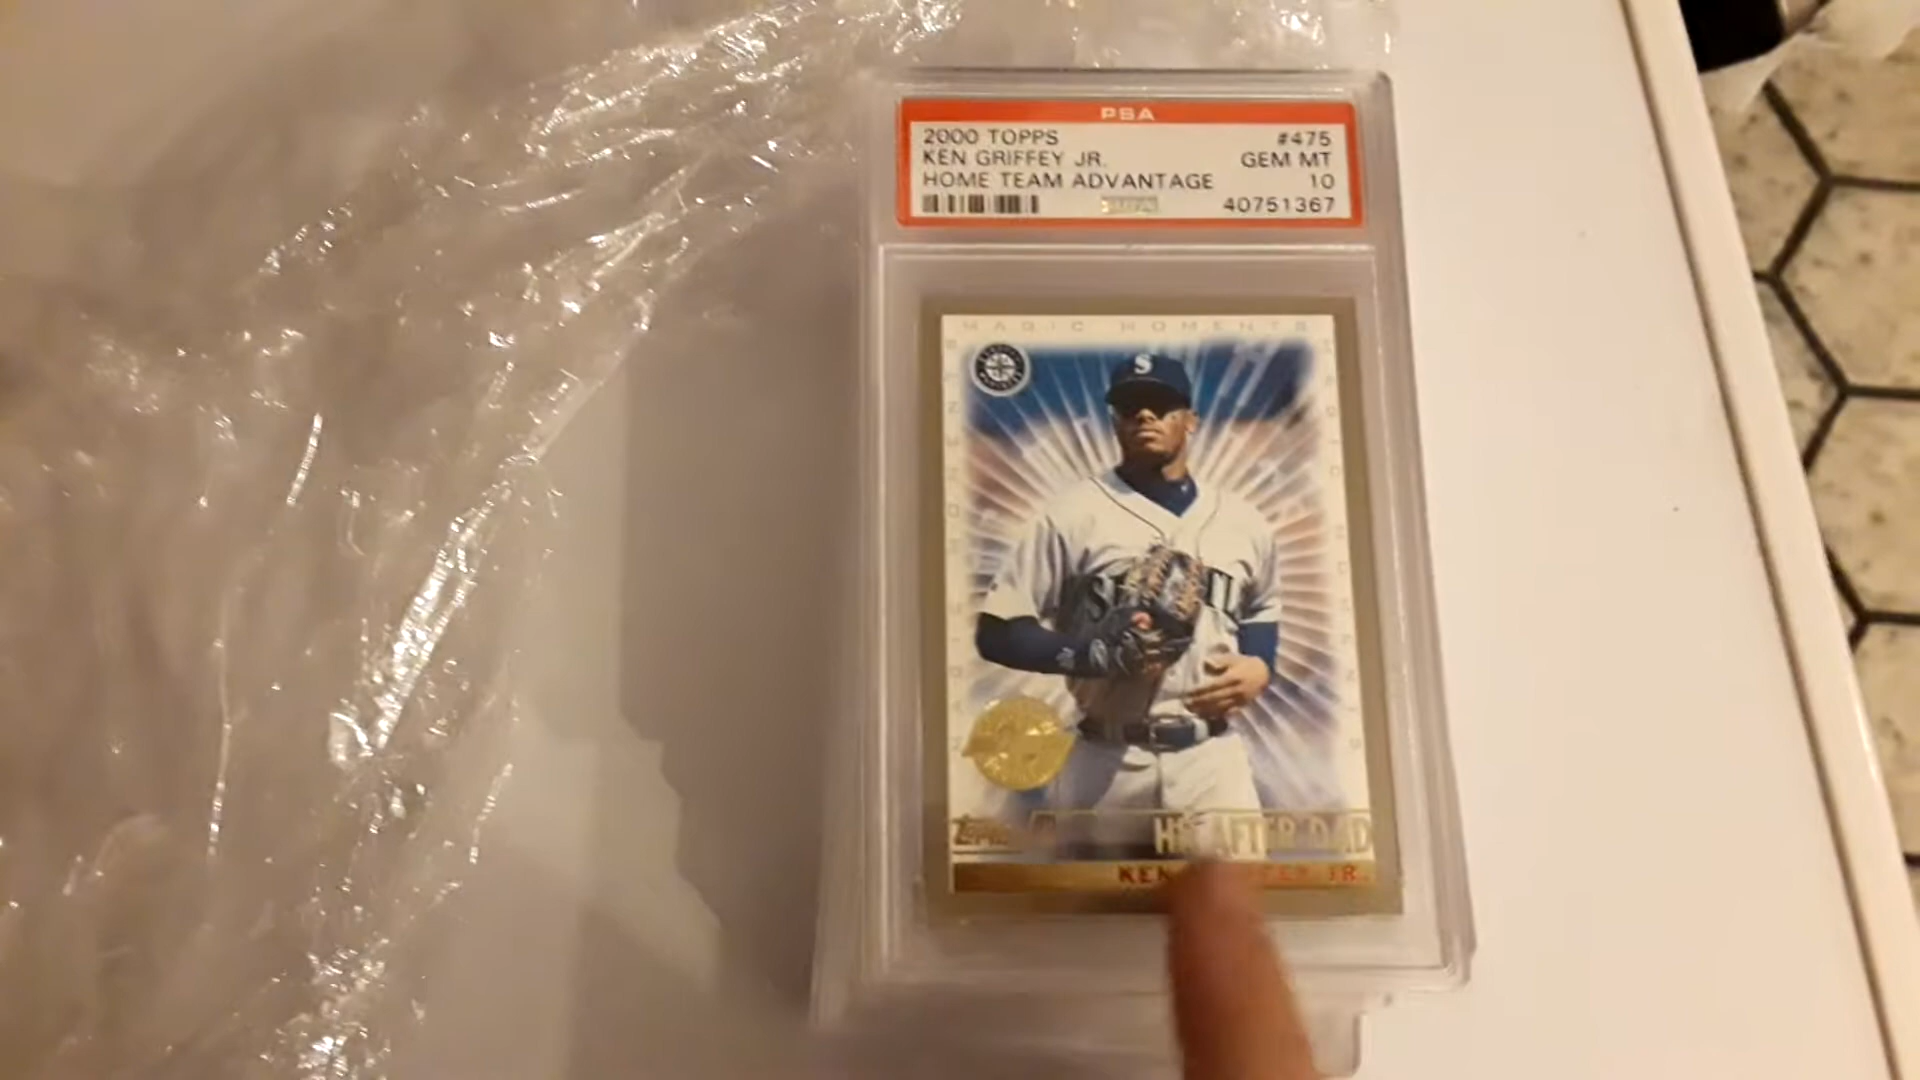 PSA
2000 TOPPS #475
KEN GRIFFEY JR. GEM MT
HOME TEAM ADVANTAGE 10
40751367
MAGIC MOMENTS
S
HR AFTER DAD
KEN JR.